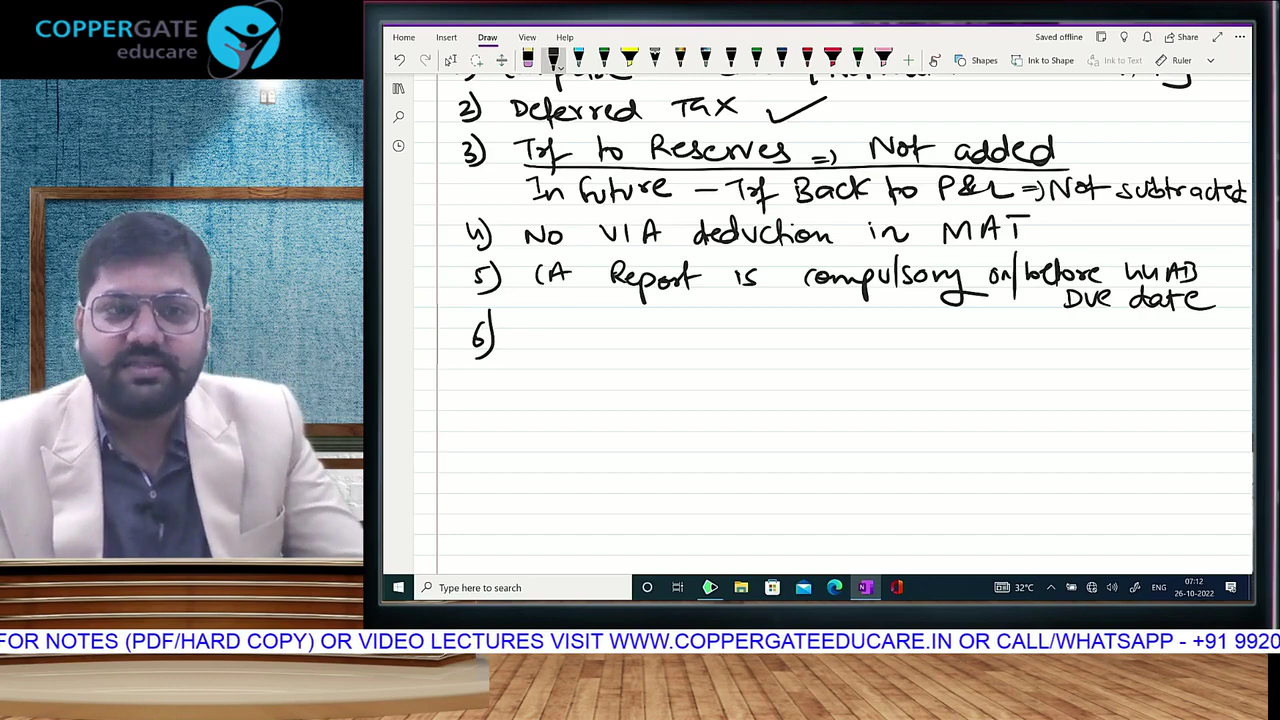 COPPERGATE
educare
Home Insert Draw View Help
Saved offline
Share
Shapes
Ink to Shape
Ink to Text
Ruler
2) Deferred Tax ✓
3) Trf to Reserves => Not added
In future - Trf Back to P&L => Not subtracted
4) No VIA deduction in MAT
5) CA Report is compulsory on/before 44AB
Due date
6)
Type here to search
32°C
ENG
07:12
26-10-2022
FOR NOTES (PDF/HARD COPY) OR VIDEO LECTURES VISIT WWW.COPPERGATEEDUCARE.IN OR CALL/WHATSAPP - +91 9920